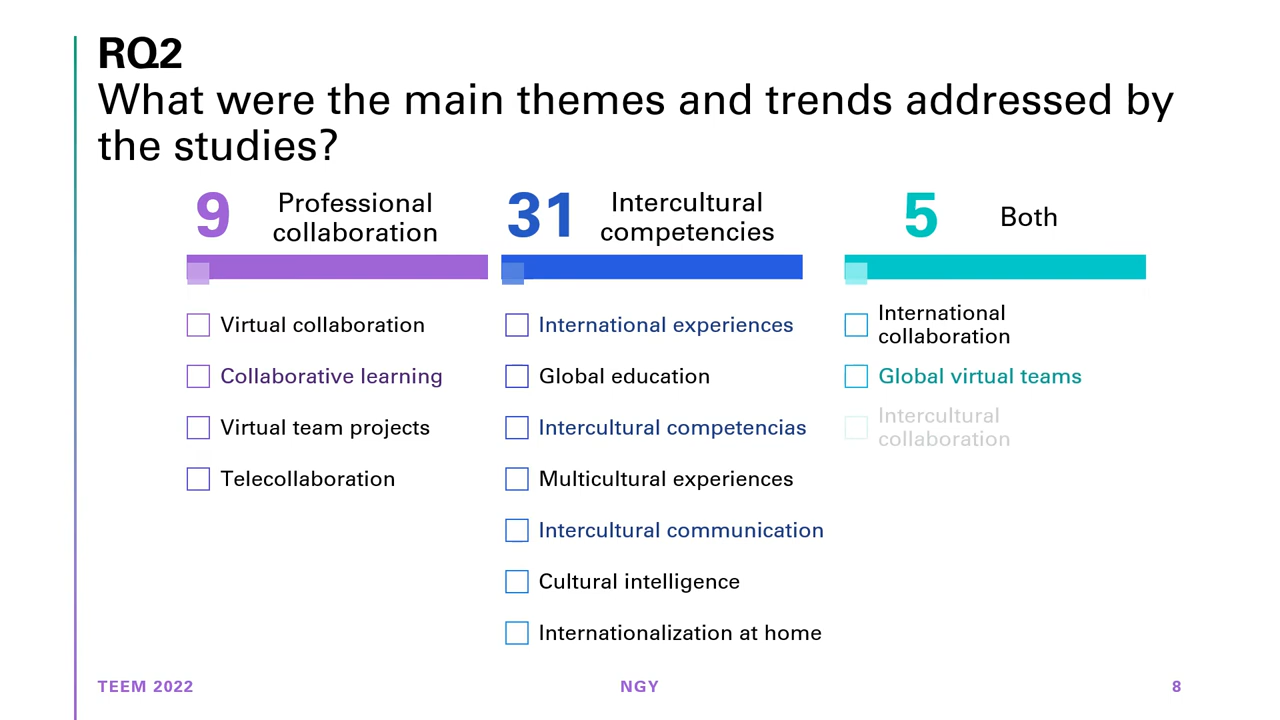 RQ2
What were the main themes and trends addressed by
the studies?
9
Professional
collaboration
31
Intercultural
competencies
5
Both
Virtual collaboration
Collaborative learning
Virtual team projects
Telecollaboration
International experiences
Global education
Intercultural competencias
Multicultural experiences
Intercultural communication
Cultural intelligence
Internationalization at home
International
collaboration
Global virtual teams
Intercultural
collaboration
TEEM 2022
NGY
8